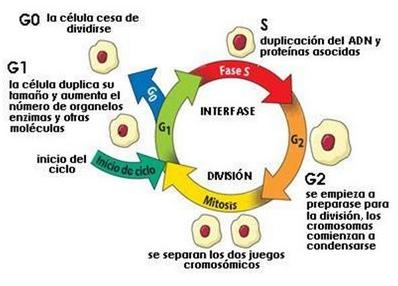 G0 la célula cesa de
dividirse
S
duplicación del ADN y
proteínas asocidas
G1
la célula duplica su
tamaño y aumenta el
número de organelos
enzimas y otras
moléculas
G0
Fase S
G1
INTERFASE
G2
inicio del
ciclo
Inicio de ciclo
DIVISIÓN
Mitosis
G2
se empieza a
prepararse para
la división, los
cromosomas
comienzan a
condensarse
se separan los dos juegos
cromosómicos